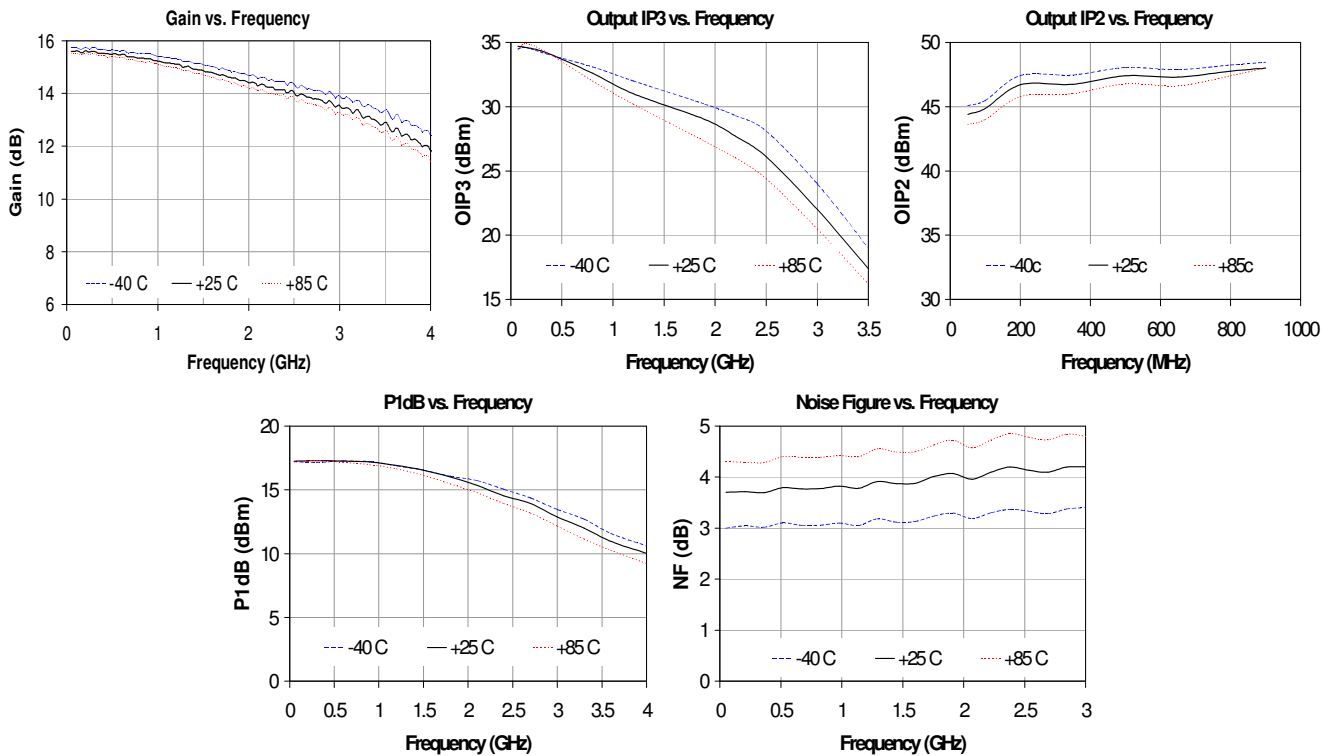 Gain vs. Frequency
16
14
12
10
8
6
Gain (dB)
-40 C
+25 C
+85 C
0
1
2
3
4
Frequency (GHz)
Output IP3 vs. Frequency
35
30
25
20
15
OIP3 (dBm)
-40 C
+25 C
+85 C
0
0.5
1
1.5
2
2.5
3
3.5
Frequency (GHz)
Output IP2 vs. Frequency
50
45
40
35
30
OIP2 (dBm)
-40c
+25c
+85c
0
200
400
600
800
1000
Frequency (MHz)
P1dB vs. Frequency
20
15
10
5
0
P1dB (dBm)
-40 C
+25 C
+85 C
0
0.5
1
1.5
2
2.5
3
3.5
4
Frequency (GHz)
Noise Figure vs. Frequency
5
4
3
2
1
0
NF (dB)
-40 C
+25 C
+85 C
0
0.5
1
1.5
2
2.5
3
Frequency (GHz)